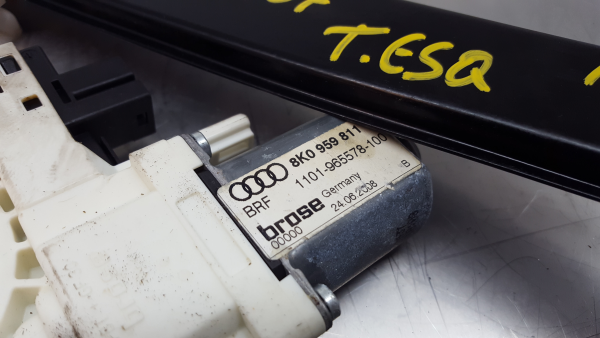 T.ESQ
8K0 959 811
BRF 1101-965578-100
brose Germany
00000 24.06.2008 -B